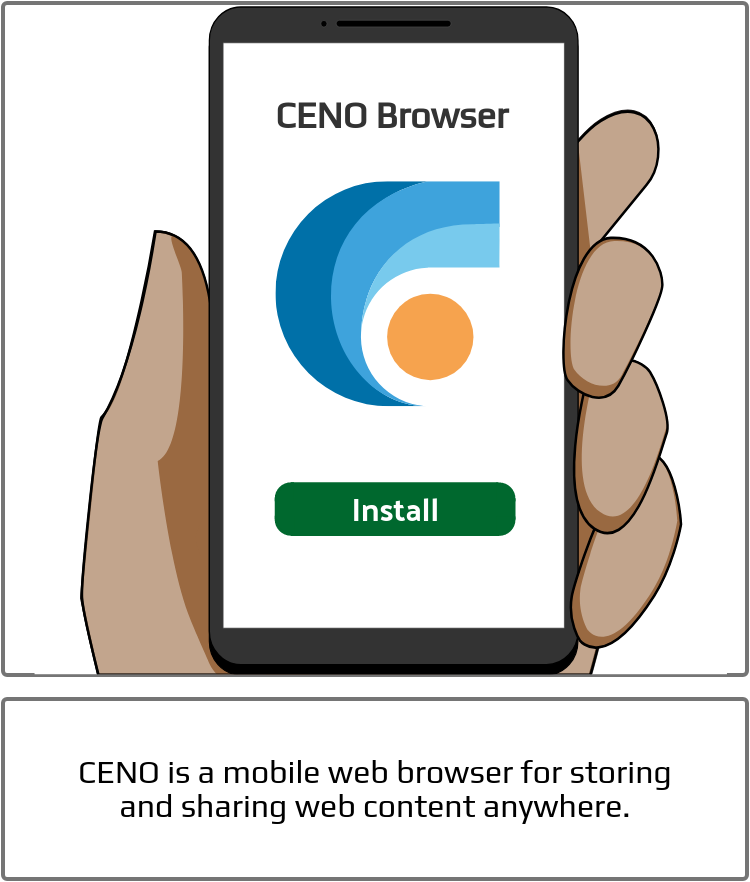 CENO Browser
Install
CENO is a mobile web browser for storing
and sharing web content anywhere.